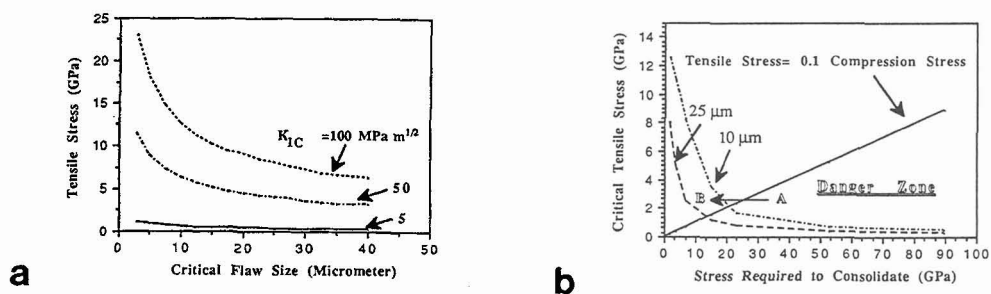 25
20
15
10
5
0
Tensile Stress (GPa)
K1C =100 MPa m1/2
50
5
0 10 20 30 40 50
Critical Flaw Size (Micrometer)
a
14
12
10
8
6
4
2
0
Critical Tensile Stress (GPa)
Tensile Stress= 0.1 Compression Stress
25 μm
10 μm
B A
Danger Zone
0 10 20 30 40 50 60 70 80 90 100
Stress Required to Consolidate (GPa)
b